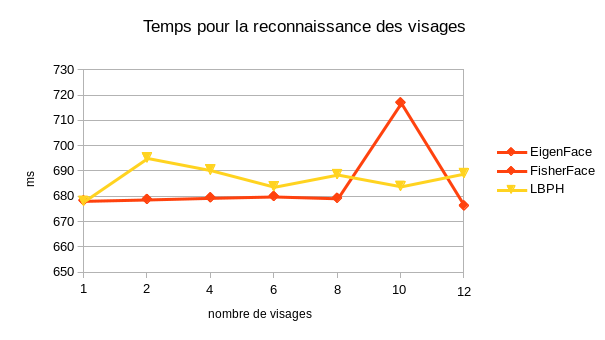 Temps pour la reconnaissance des visages
730
720
710
700
690
680
670
660
650
ms
1 2 4 6 8 10 12
nombre de visages
EigenFace
FisherFace
LBPH